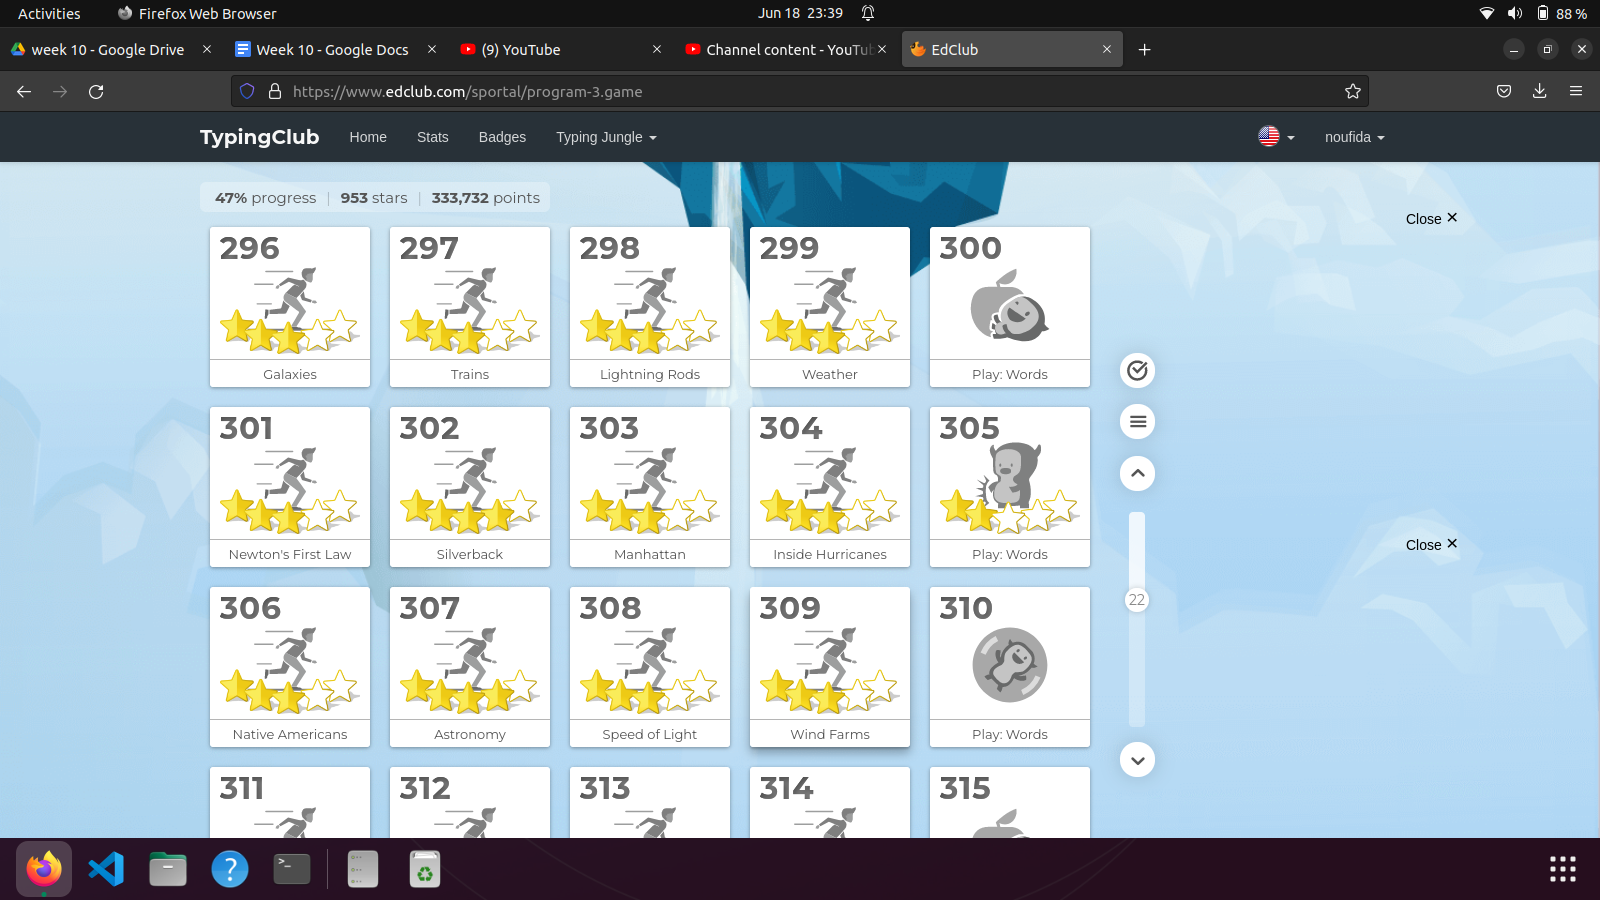 Activities Firefox Web Browser Jun 18 23:39 88 %
week 10 - Google Drive Week 10 - Google Docs (9) YouTube Channel content - YouTu EdClub
https://www.edclub.com/sportal/program-3.game
TypingClub Home Stats Badges Typing Jungle noufida
47% progress | 953 stars | 333,732 points
Close ×
296 297 298 299 300
Galaxies Trains Lightning Rods Weather Play: Words
301 302 303 304 305
Newton's First Law Silverback Manhattan Inside Hurricanes Play: Words
Close ×
22
306 307 308 309 310
Native Americans Astronomy Speed of Light Wind Farms Play: Words
311 312 313 314 315